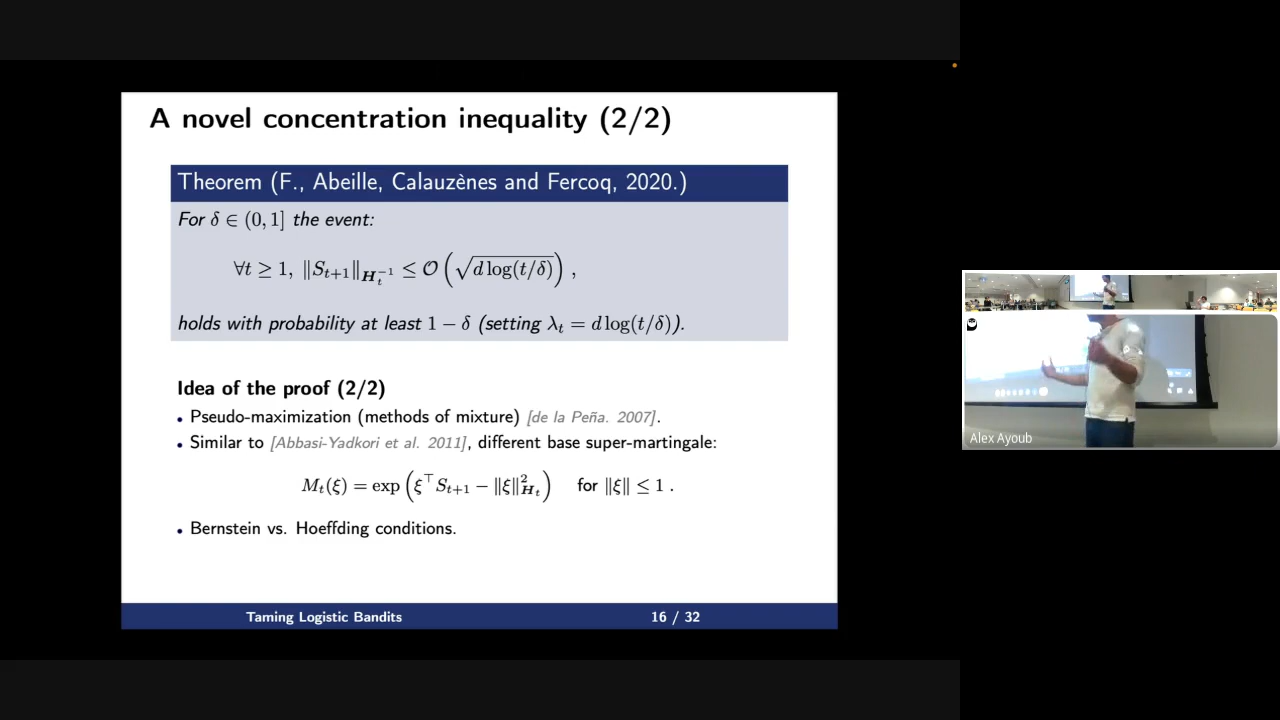 A novel concentration inequality (2/2)
Theorem (F., Abeille, Calauzènes and Fercoq, 2020.)
For δ ∈ (0, 1] the event:
∀t ≥ 1, ‖S_{t+1}‖_{H_t^{-1}} ≤ O(√(d log(t/δ))) ,
holds with probability at least 1 − δ (setting λ_t = d log(t/δ)).
Idea of the proof (2/2)
• Pseudo-maximization (methods of mixture) [de la Peña. 2007].
• Similar to [Abbasi-Yadkori et al. 2011], different base super-martingale:
M_t(ξ) = exp(ξ^⊤ S_{t+1} − ‖ξ‖²_{H_t}) for ‖ξ‖ ≤ 1 .
• Bernstein vs. Hoeffding conditions.
Taming Logistic Bandits 16 / 32
Alex Ayoub